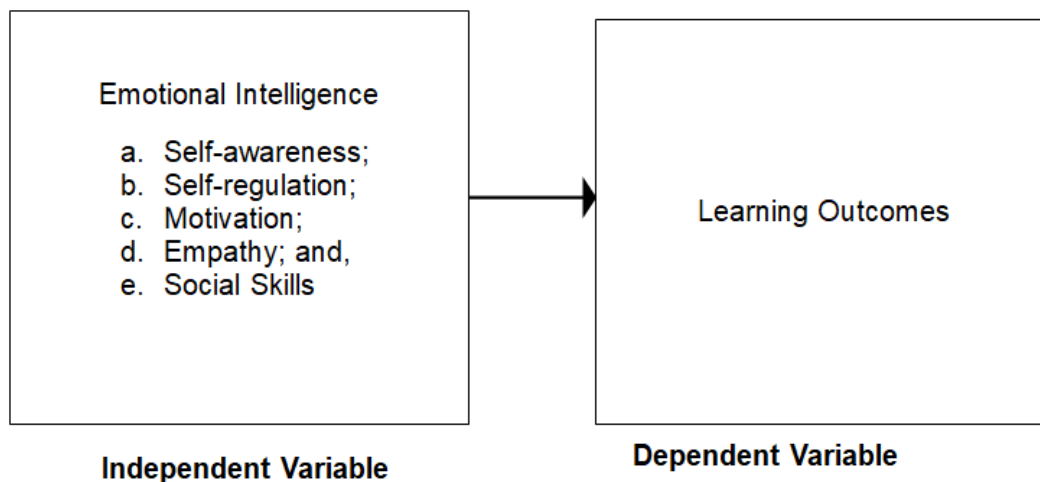 Emotional Intelligence
a. Self-awareness;
b. Self-regulation;
c. Motivation;
d. Empathy; and,
e. Social Skills
Learning Outcomes
Independent Variable
Dependent Variable